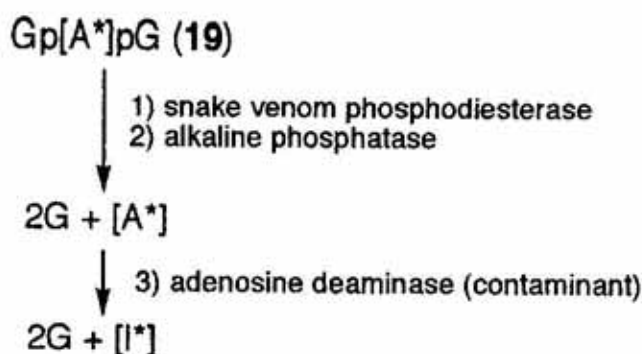 Gp[A*]pG (19)
1) snake venom phosphodiesterase
2) alkaline phosphatase
2G + [A*]
3) adenosine deaminase (contaminant)
2G + [I*]